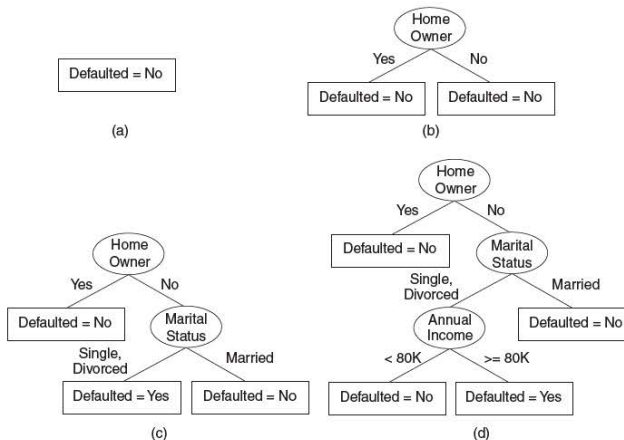 Defaulted = No
(a)
Home
Owner
Yes
No
Defaulted = No
Defaulted = No
(b)
Home
Owner
Yes
No
Defaulted = No
Marital
Status
Single,
Divorced
Married
Defaulted = Yes
Defaulted = No
(c)
Home
Owner
Yes
No
Defaulted = No
Marital
Status
Single,
Divorced
Married
Annual
Income
Defaulted = No
< 80K
>= 80K
Defaulted = No
Defaulted = Yes
(d)